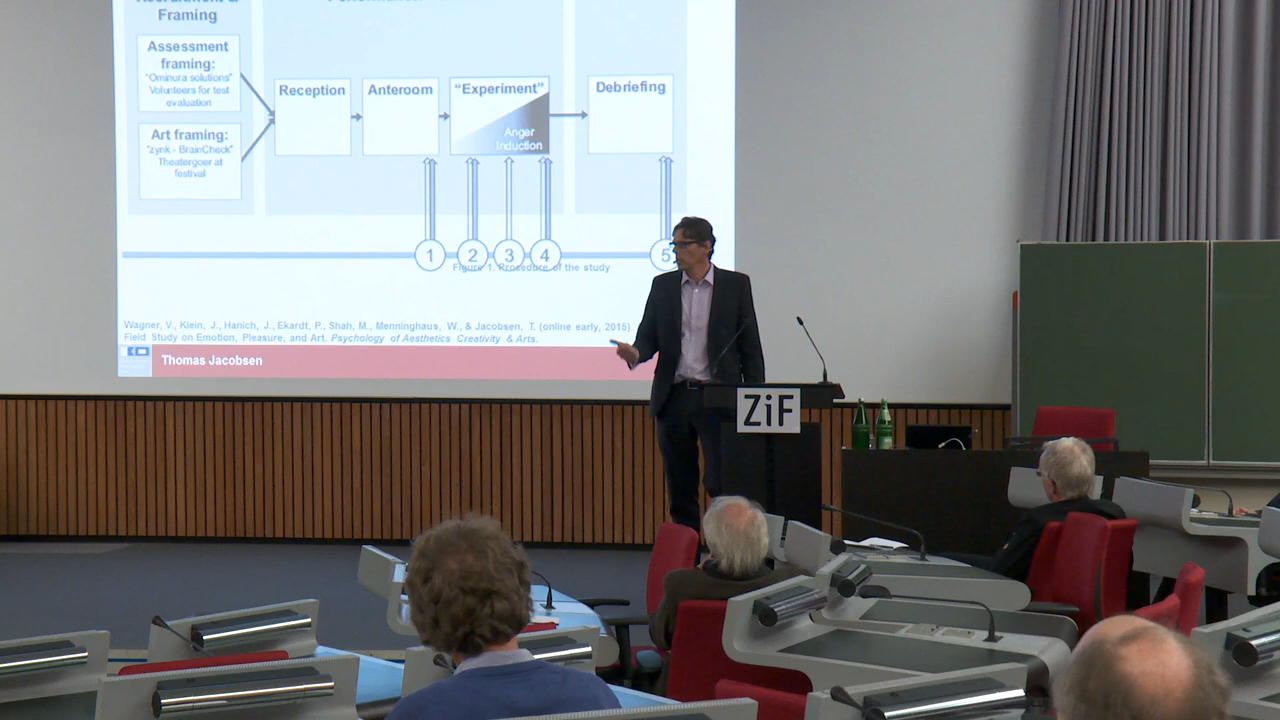 Framing
Assessment
framing:
"Ominura solutions"
Volunteers for test
evaluation
Art framing:
"zynk - BrainCheck"
Theatergoer at
festival
Reception
Anteroom
"Experiment"
Anger
Induction
Debriefing
1
2
3
4
5
Figure 1. Procedure of the study
Wagner, V., Klein, J., Hanich, J., Ekardt, P., Shah, M., Menninghaus, W., & Jacobsen, T. (online early, 2015).
Field Study on Emotion, Pleasure, and Art. Psychology of Aesthetics Creativity & Arts.
Thomas Jacobsen
ZiF